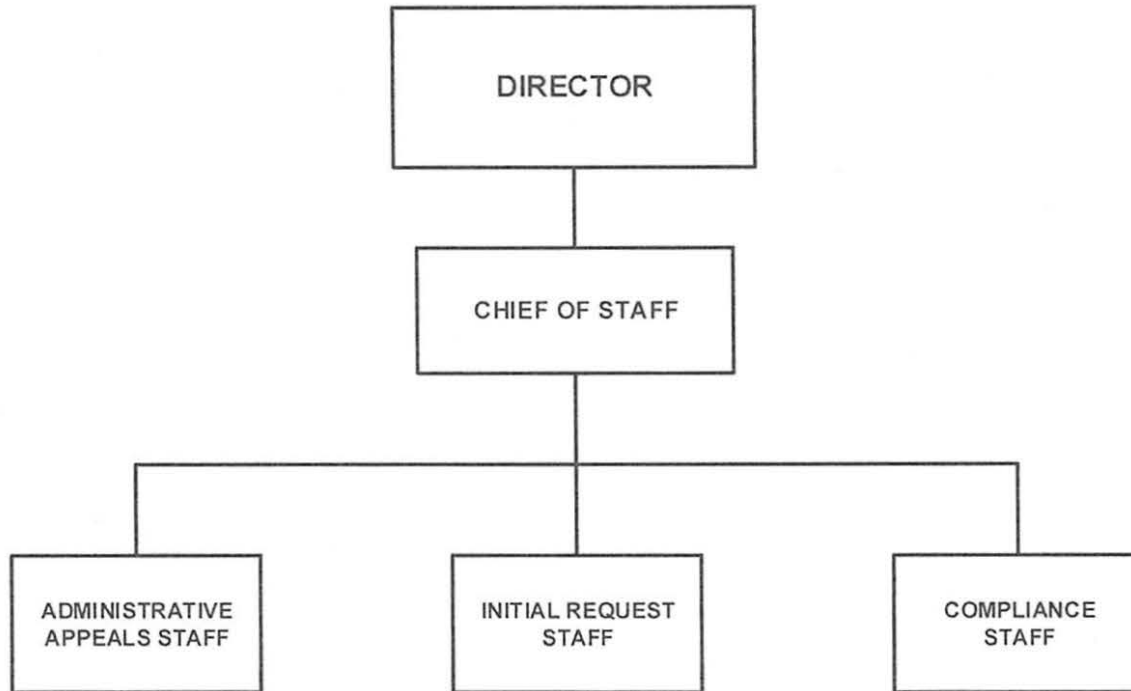 DIRECTOR
CHIEF OF STAFF
ADMINISTRATIVE
APPEALS STAFF
INITIAL REQUEST
STAFF
COMPLIANCE
STAFF